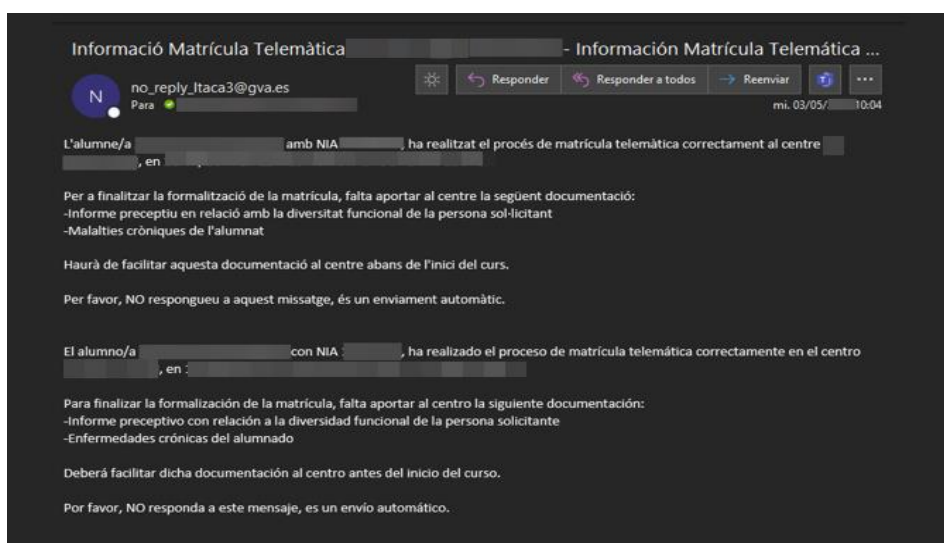 Informació Matrícula Telemàtica - Información Matrícula Telemátic a ...
N
no_reply_Itaca3@gva.es
Responder
Responder a todos
Reenviar
...
Para
mi. 03/05/ 10:04
L'alumne/a amb NIA , ha realitzat el procés de matrícula telemàtica correctament al centre
, en
Per a finalitzar la formalització de la matrícula, falta aportar al centre la següent documentació:
-Informe preceptiu en relació amb la diversitat funcional de la persona sol·licitant
-Malalties cròniques de l'alumnat
Haurà de facilitar aquesta documentació al centre abans de l'inici del curs.
Per favor, NO respongueu a aquest missatge, és un enviament automàtic.
El alumno/a con NIA , ha realizado el proceso de matrícula telemática correctamente en el centro
, en
Para finalizar la formalización de la matrícula, falta aportar al centro la siguiente documentación:
-Informe preceptivo con relación a la diversidad funcional de la persona solicitante
-Enfermedades crónicas del alumnado
Deberá facilitar dicha documentación al centro antes del inicio del curso.
Por favor, NO responda a este mensaje, es un envío automático.